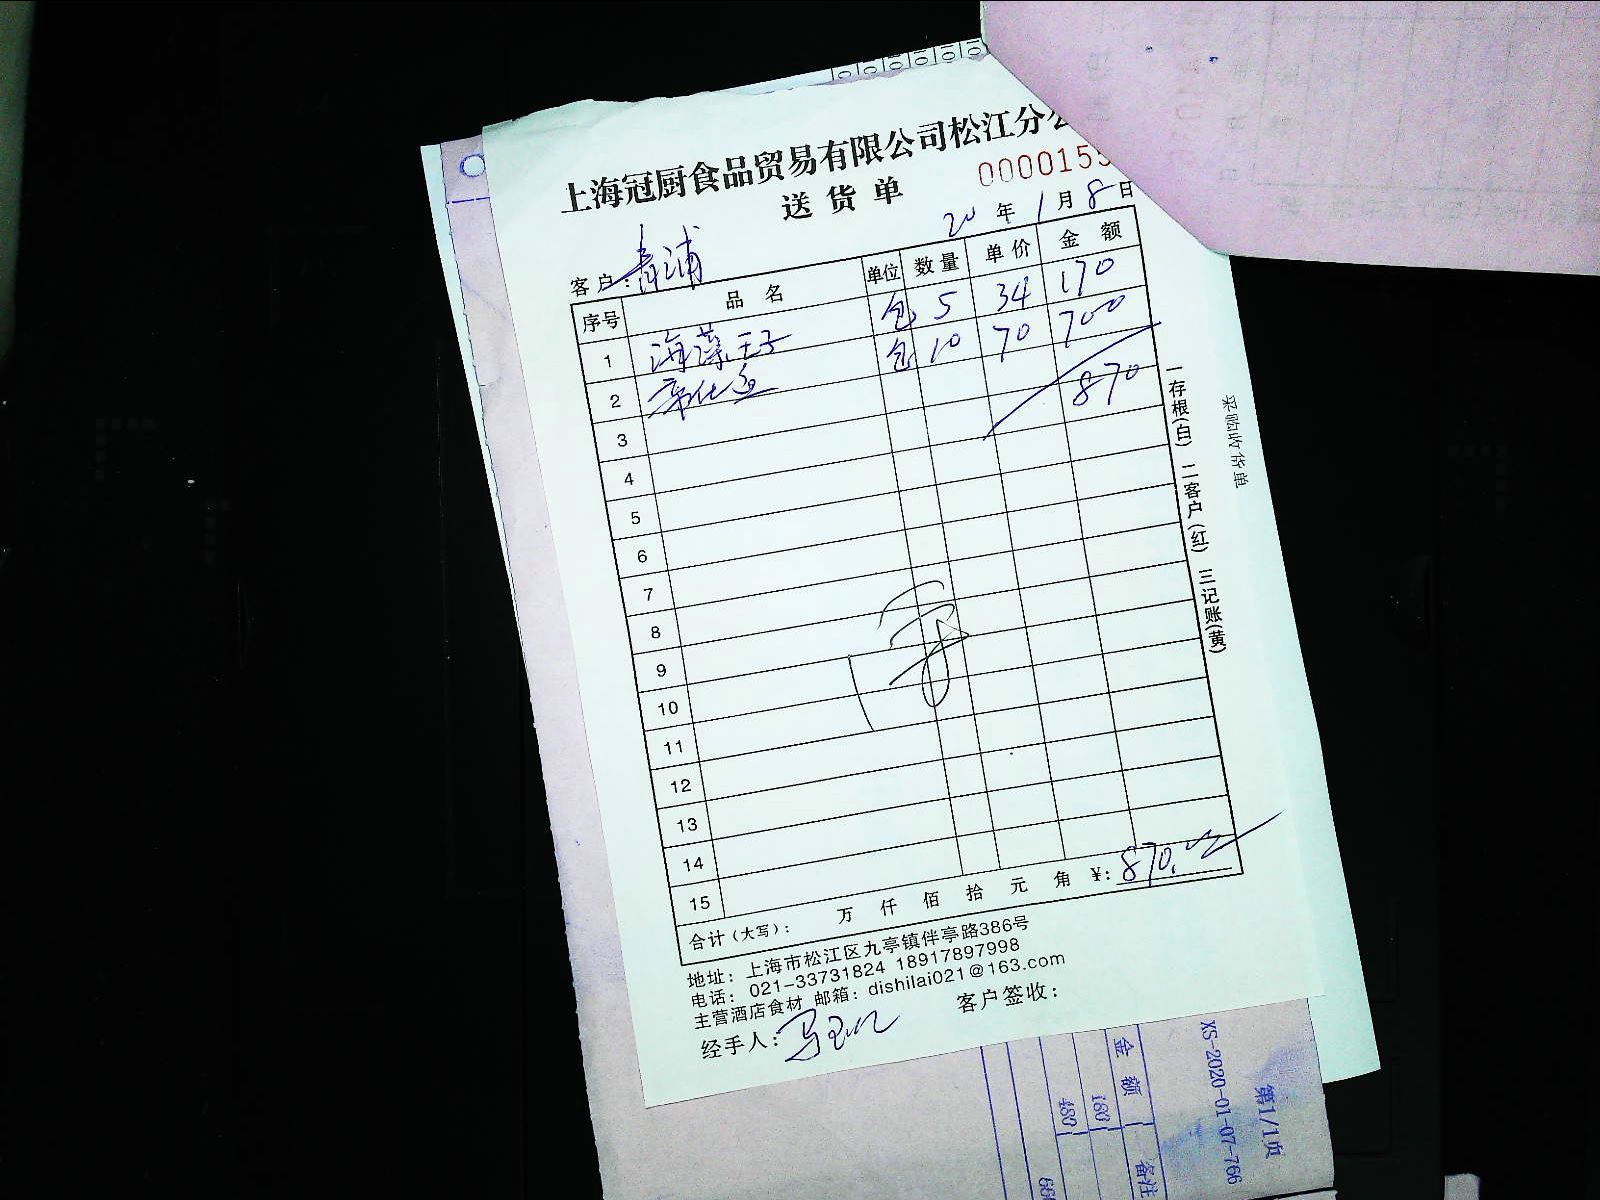 上海冠厨食品贸易有限公司松江分
送货单
0000155
20 年 1 月 8 日
客户: 青浦
序号 品名 单位 数量 单价 金额
1 海藻王子 包 5 34 170
2 包 10 70 700
3 870
4
5
6
7
8
9
10
11
12
13
14
15
合计(大写): 万 仟 佰 拾 元 角 ¥: 870.00
地址: 上海市松江区九亭镇伴亭路386号
电话: 021-33731824 18917897998
主营酒店食材 邮箱: dishilai021@163.com
经手人: 客户签收:
一存根(白) 二客户(红) 三记账(黄)
采购收货单
金额 备注
180
480
XS-2020-01-07-766
第1/1页